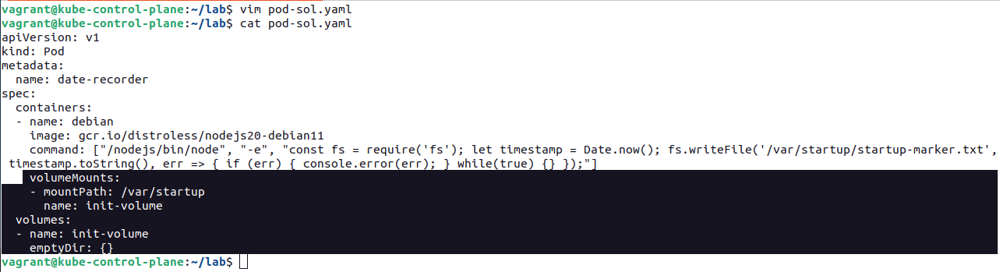 vagrant@kube-control-plane:~/lab$ vim pod-sol.yaml
vagrant@kube-control-plane:~/lab$ cat pod-sol.yaml
apiVersion: v1
kind: Pod
metadata:
  name: date-recorder
spec:
  containers:
  - name: debian
    image: gcr.io/distroless/nodejs20-debian11
    command: ["/nodejs/bin/node", "-e", "const fs = require('fs'); let timestamp = Date.now(); fs.writeFile('/var/startup/startup-marker.txt',
 timestamp.toString(), err => { if (err) { console.error(err); } while(true) {} });"]
    volumeMounts:
    - mountPath: /var/startup
      name: init-volume
  volumes:
  - name: init-volume
    emptyDir: {}
vagrant@kube-control-plane:~/lab$